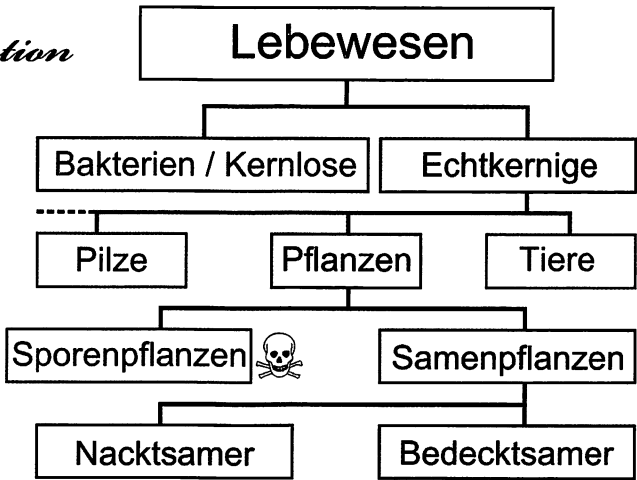 tion
Lebewesen
Bakterien / Kernlose
Echtkernige
Pilze
Pflanzen
Tiere
Sporenpflanzen
Samenpflanzen
Nacktsamer
Bedecktsamer